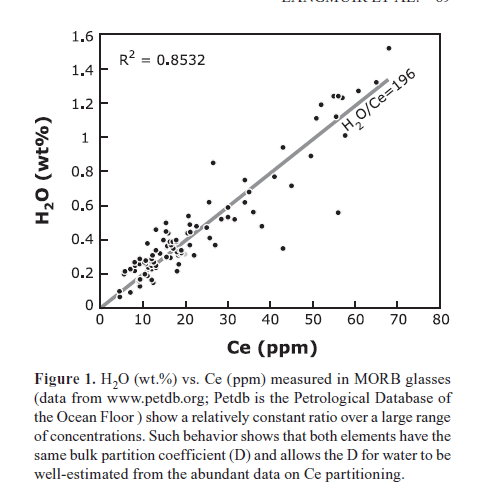 1.6
R2 = 0.8532
1.4
1.2
H2O/Ce=196
1
0.8
0.6
0.4
0.2
0
H2O (wt%)
0 10 20 30 40 50 60 70 80
Ce (ppm)
Figure 1. H2O (wt.%) vs. Ce (ppm) measured in MORB glasses
(data from www.petdb.org; Petdb is the Petrological Database of
the Ocean Floor ) show a relatively constant ratio over a large range
of concentrations. Such behavior shows that both elements have the
same bulk partition coefficient (D) and allows the D for water to be
well-estimated from the abundant data on Ce partitioning.